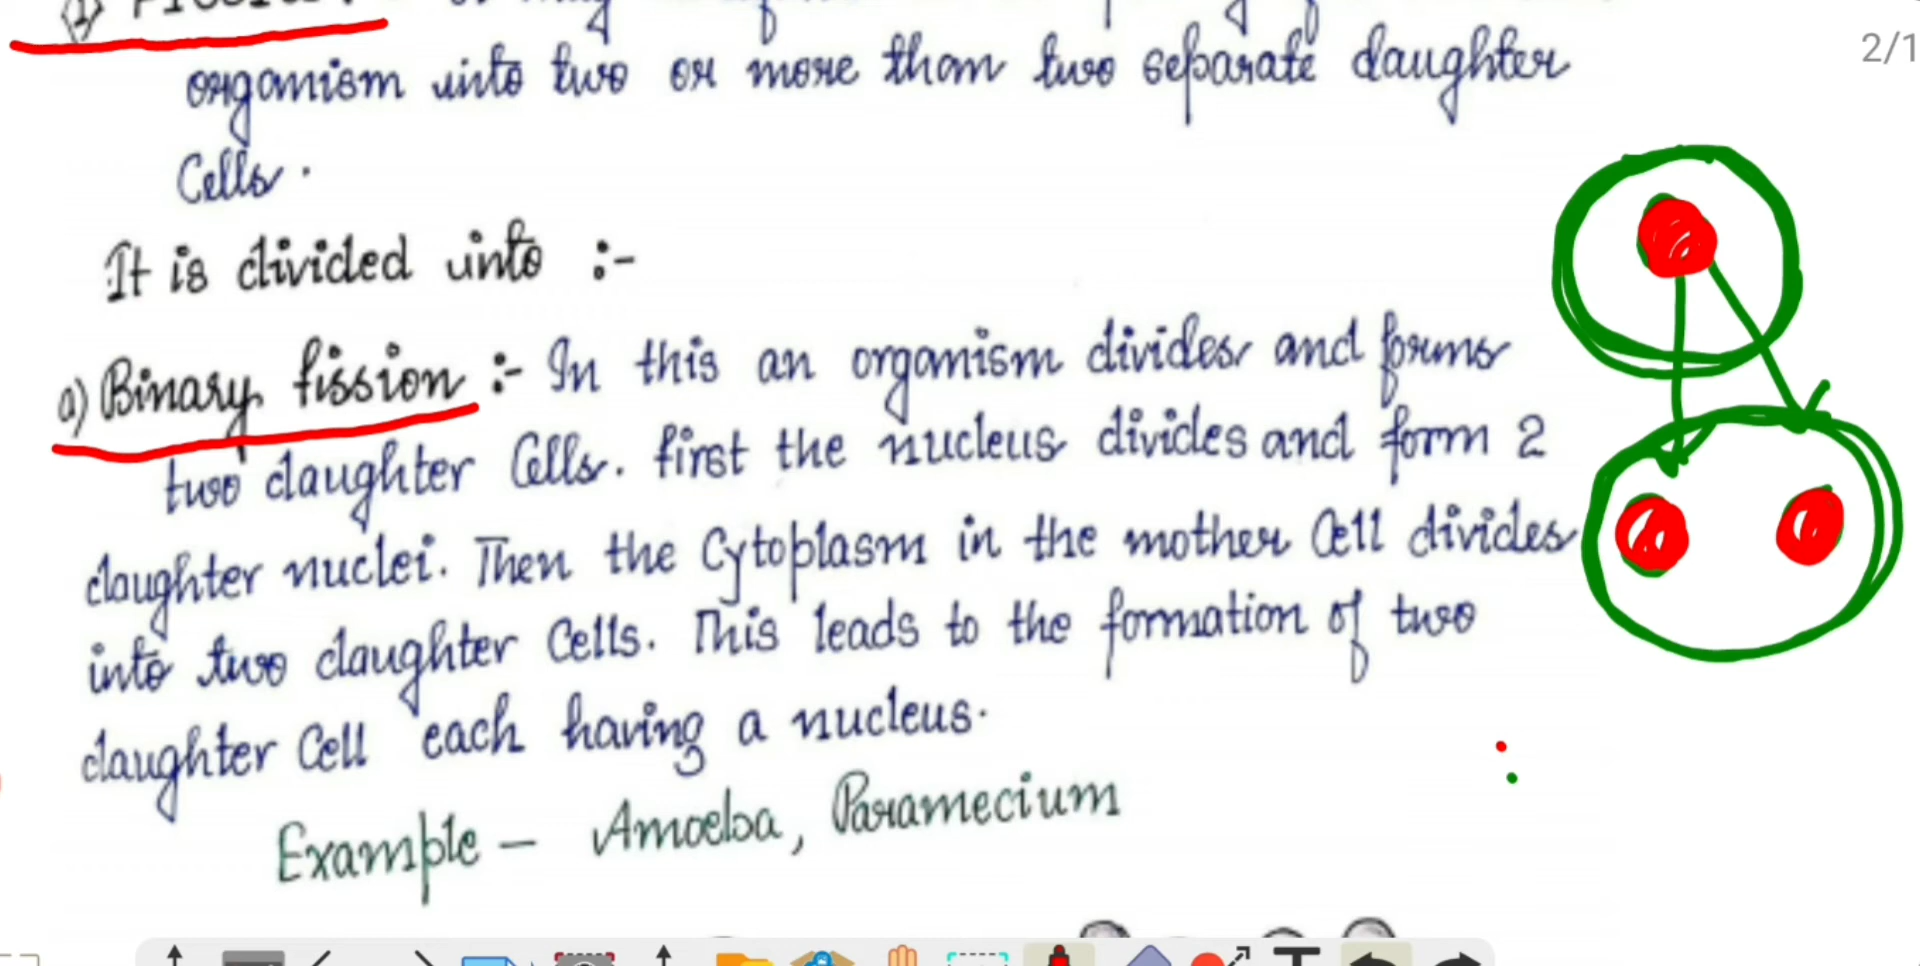 (1) Fission :-
2/1
organism into two or more than two separate daughter
Cells.
It is divided into :-
a) Binary fission :- In this an organism divides and forms
two daughter Cells. first the nucleus divides and form 2
daughter nuclei. Then the Cytoplasm in the mother Cell divides
into two daughter Cells. This leads to the formation of two
daughter Cell each having a nucleus.
Example - Amoeba, Paramecium